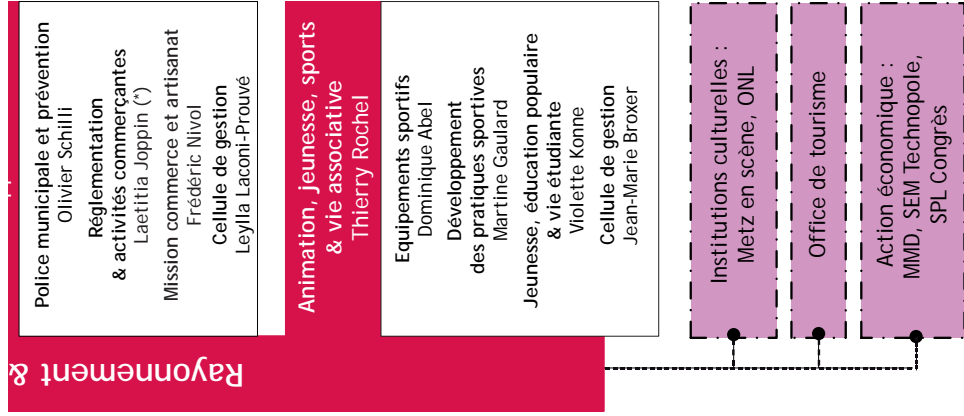 Police municipale et prévention
Olivier Schilli
Réglementation
& activités commerçantes
Laetitia Joppin (*)
Mission commerce et artisanat
Frédéric Nivol
Cellule de gestion
Leylla Laconi-Prouvé
Animation, jeunesse, sports
& vie associative
Thierry Rochel
Equipements sportifs
Dominique Abel
Développement
des pratiques sportives
Martine Gaulard
Jeunesse, éducation populaire
& vie étudiante
Violette Konne
Cellule de gestion
Jean-Marie Broxer
Rayonnement &
Institutions culturelles :
Metz en scène, ONL
Office de tourisme
Action économique :
MMD, SEM Technopole,
SPL Congrès